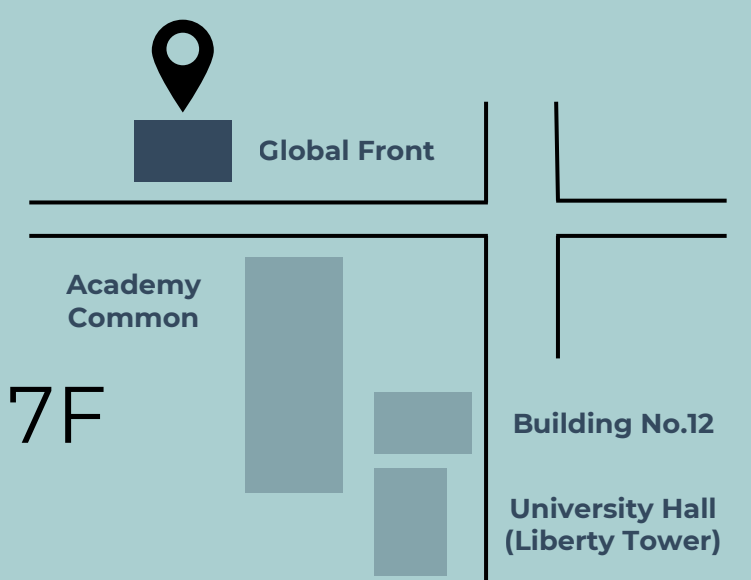 Global Front
Academy
Common
7F
Building No.12
University Hall
(Liberty Tower)